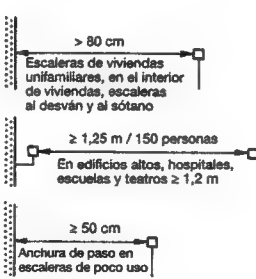 > 80 cm
Escaleras de viviendas
unifamiliares, en el interior
de viviendas, escaleras
al desván y al sótano
≥ 1,25 m / 150 personas
En edificios altos, hospitales,
escuelas y teatros ≥ 1,2 m
≥ 50 cm
Anchura de paso en
escaleras de poco uso